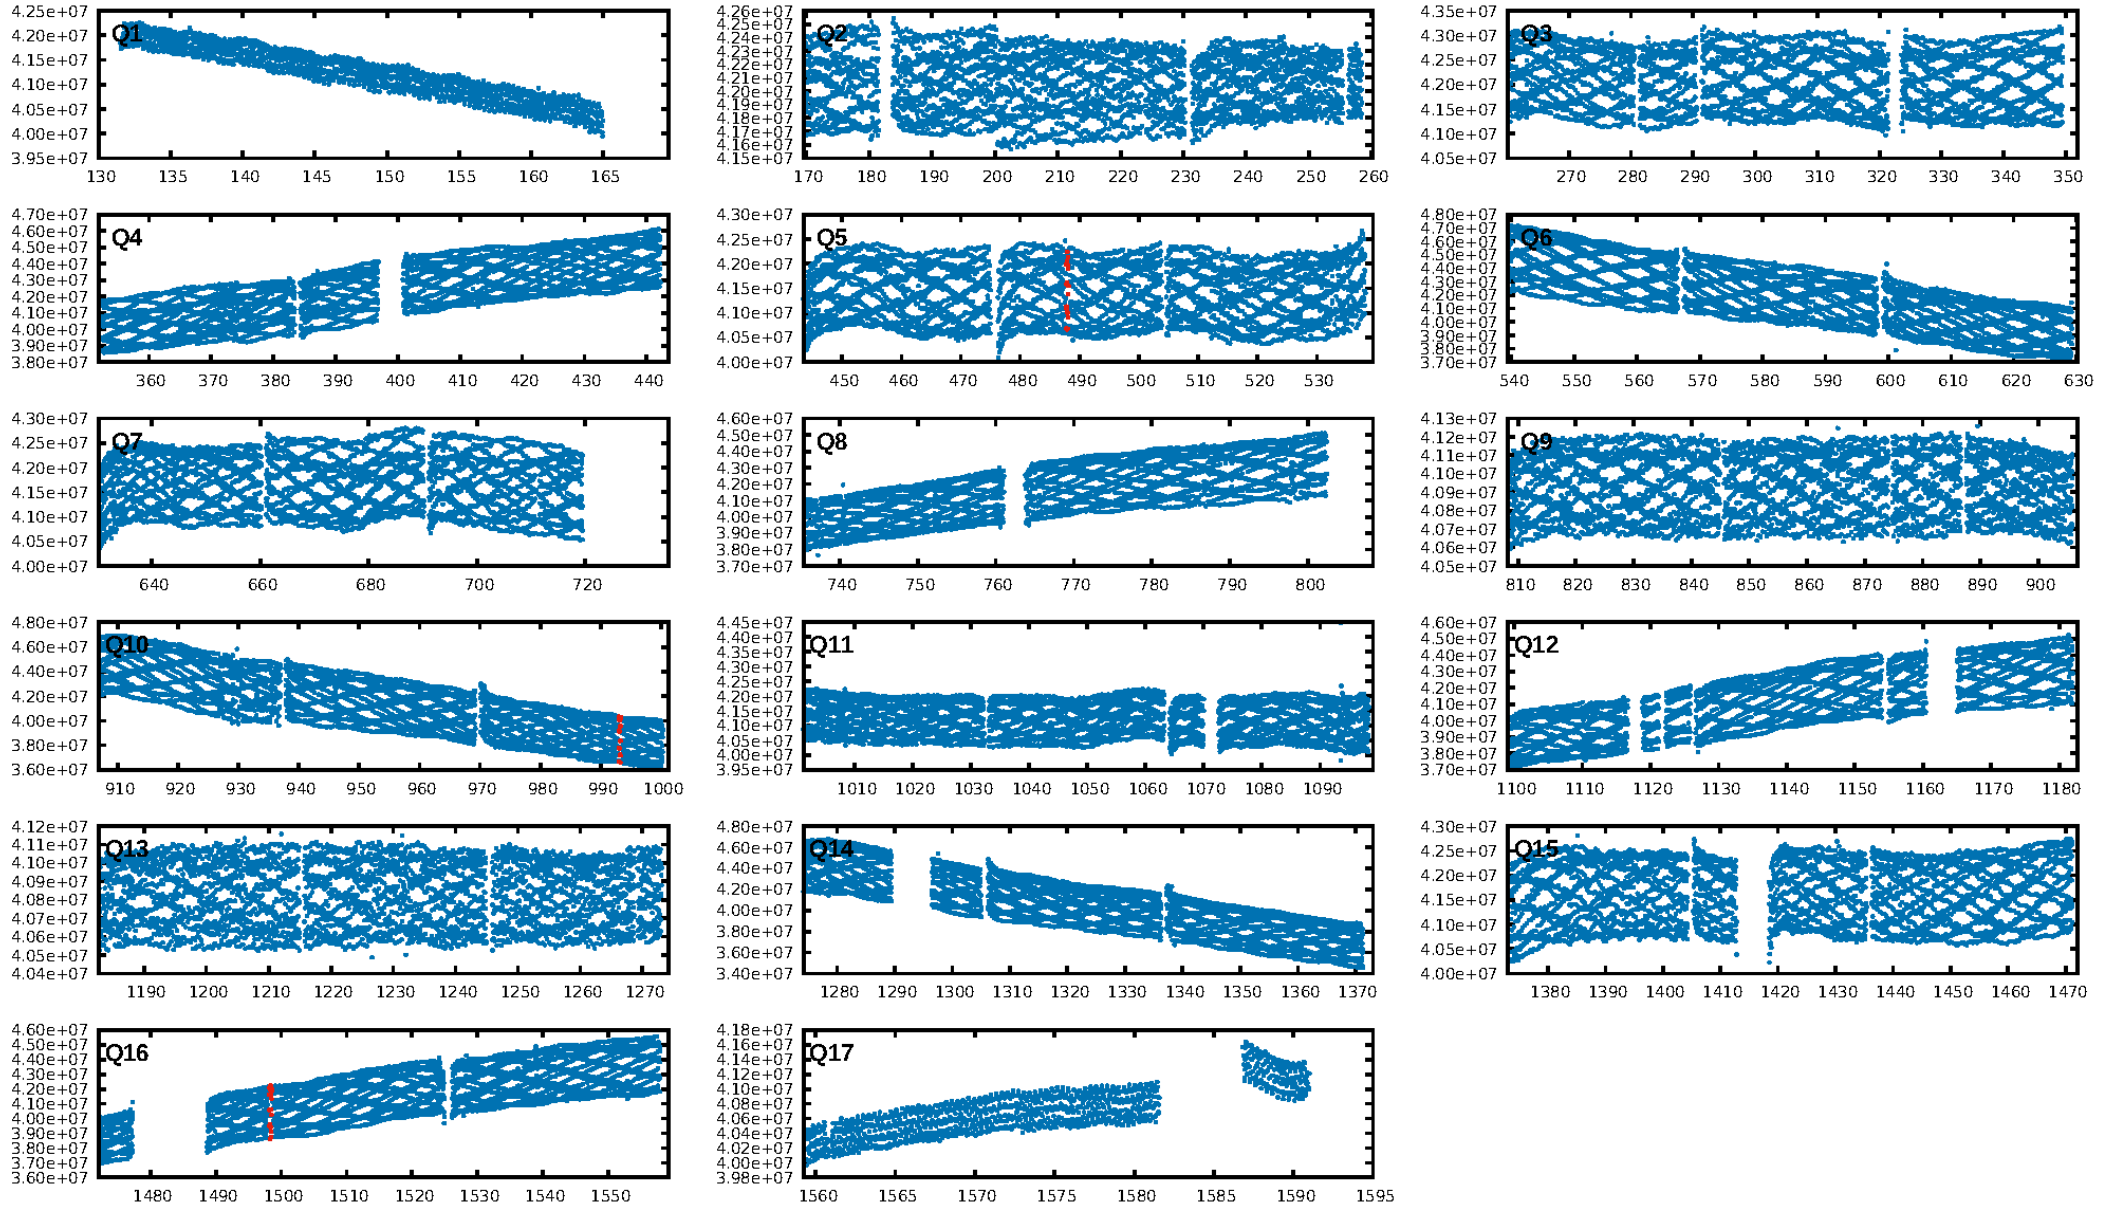 Q1
4.25e+07
4.20e+07
4.15e+07
4.10e+07
4.05e+07
4.00e+07
3.95e+07
130 135 140 145 150 155 160 165
Q2
4.26e+07
4.25e+07
4.24e+07
4.23e+07
4.22e+07
4.21e+07
4.20e+07
4.19e+07
4.18e+07
4.17e+07
4.16e+07
4.15e+07
170 180 190 200 210 220 230 240 250 260
Q3
4.35e+07
4.30e+07
4.25e+07
4.20e+07
4.15e+07
4.10e+07
4.05e+07
270 280 290 300 310 320 330 340 350
Q4
4.70e+07
4.60e+07
4.50e+07
4.40e+07
4.30e+07
4.20e+07
4.10e+07
4.00e+07
3.90e+07
3.80e+07
360 370 380 390 400 410 420 430 440
Q5
4.30e+07
4.25e+07
4.20e+07
4.15e+07
4.10e+07
4.05e+07
4.00e+07
450 460 470 480 490 500 510 520 530
Q6
4.80e+07
4.70e+07
4.60e+07
4.50e+07
4.40e+07
4.30e+07
4.20e+07
4.10e+07
4.00e+07
3.90e+07
3.80e+07
3.70e+07
540 550 560 570 580 590 600 610 620 630
Q7
4.30e+07
4.25e+07
4.20e+07
4.15e+07
4.10e+07
4.05e+07
4.00e+07
640 660 680 700 720
Q8
4.60e+07
4.50e+07
4.40e+07
4.30e+07
4.20e+07
4.10e+07
4.00e+07
3.90e+07
3.80e+07
3.70e+07
740 750 760 770 780 790 800
Q9
4.13e+07
4.12e+07
4.11e+07
4.10e+07
4.09e+07
4.08e+07
4.07e+07
4.06e+07
4.05e+07
810 820 830 840 850 860 870 880 890 900
Q10
4.80e+07
4.60e+07
4.40e+07
4.20e+07
4.00e+07
3.80e+07
3.60e+07
910 920 930 940 950 960 970 980 990 1000
Q11
4.45e+07
4.40e+07
4.35e+07
4.30e+07
4.25e+07
4.20e+07
4.15e+07
4.10e+07
4.05e+07
4.00e+07
3.95e+07
1010 1020 1030 1040 1050 1060 1070 1080 1090
Q12
4.60e+07
4.50e+07
4.40e+07
4.30e+07
4.20e+07
4.10e+07
4.00e+07
3.90e+07
3.80e+07
3.70e+07
1100 1110 1120 1130 1140 1150 1160 1170 1180
Q13
4.12e+07
4.11e+07
4.10e+07
4.09e+07
4.08e+07
4.07e+07
4.06e+07
4.05e+07
4.04e+07
1190 1200 1210 1220 1230 1240 1250 1260 1270
Q14
4.80e+07
4.60e+07
4.40e+07
4.20e+07
4.00e+07
3.80e+07
3.60e+07
3.40e+07
1280 1290 1300 1310 1320 1330 1340 1350 1360 1370
Q15
4.30e+07
4.25e+07
4.20e+07
4.15e+07
4.10e+07
4.05e+07
4.00e+07
1380 1390 1400 1410 1420 1430 1440 1450 1460 1470
Q16
4.60e+07
4.50e+07
4.40e+07
4.30e+07
4.20e+07
4.10e+07
4.00e+07
3.90e+07
3.80e+07
3.70e+07
3.60e+07
1480 1490 1500 1510 1520 1530 1540 1550
Q17
4.18e+07
4.16e+07
4.14e+07
4.12e+07
4.10e+07
4.08e+07
4.06e+07
4.04e+07
4.02e+07
4.00e+07
3.98e+07
1560 1565 1570 1575 1580 1585 1590 1595